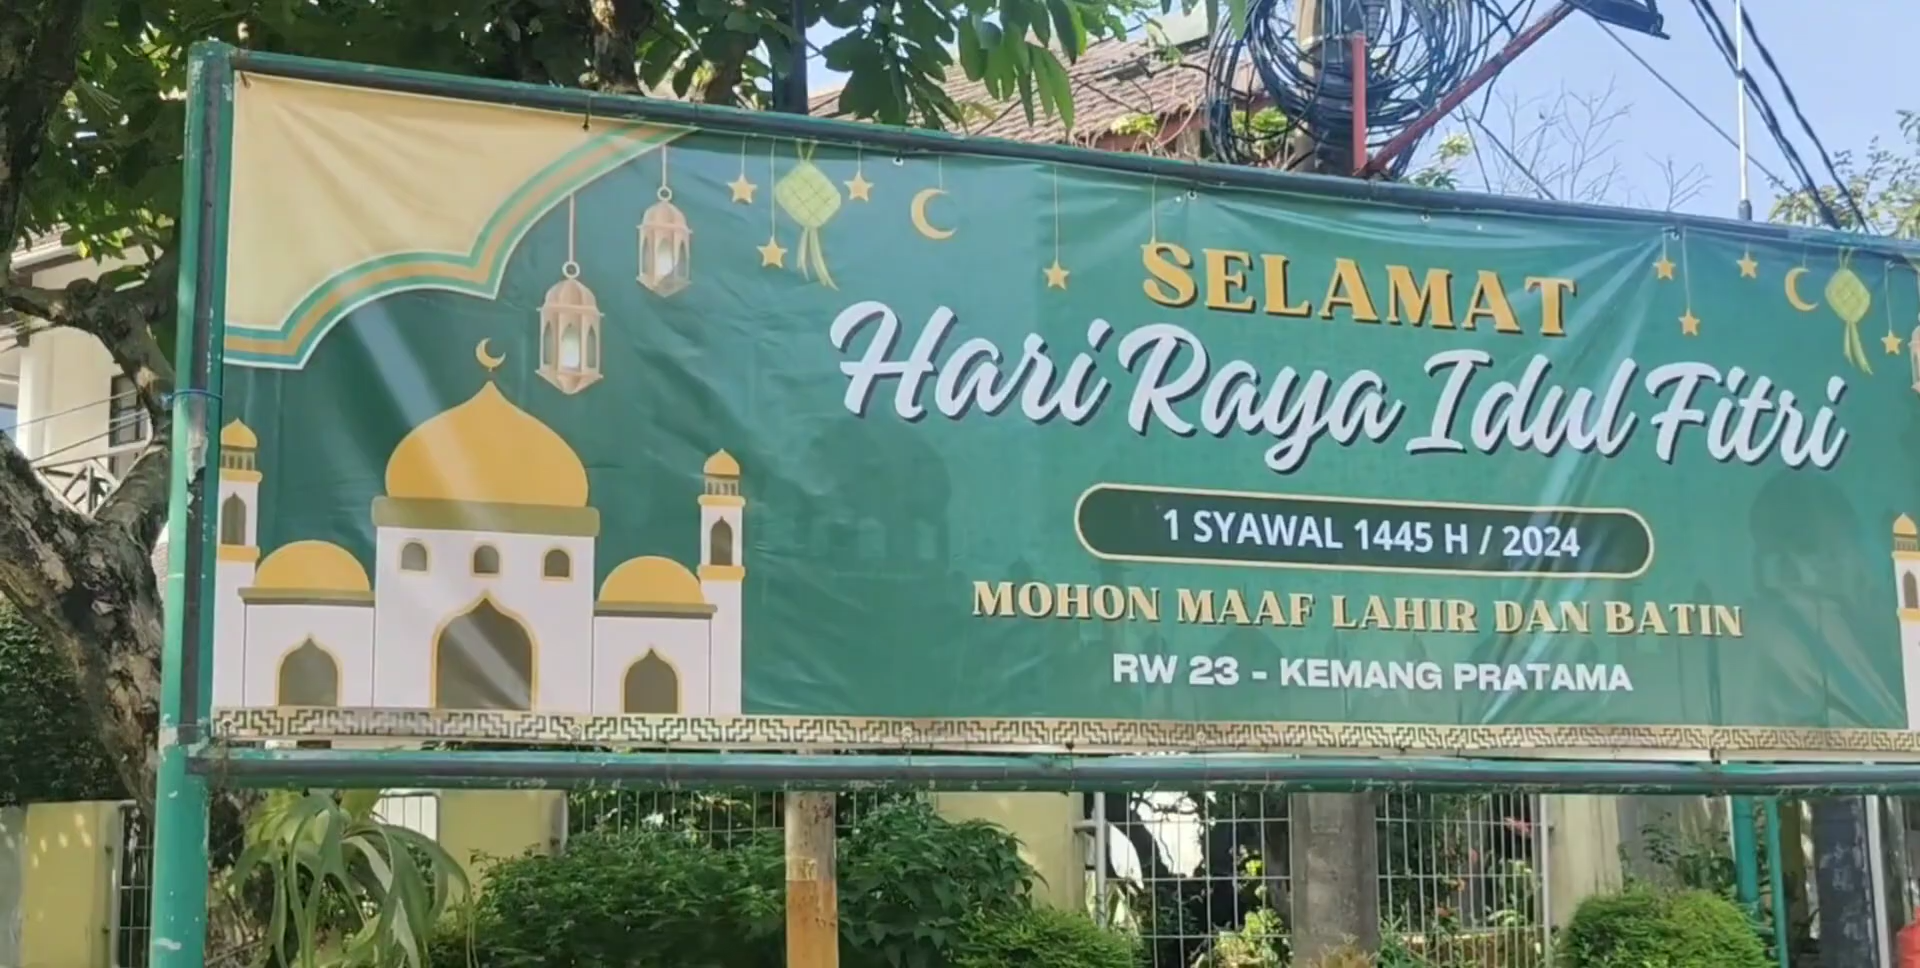 SELAMAT
Hari Raya Idul Fitri
1 SYAWAL 1445 H / 2024
MOHON MAAF LAHIR DAN BATIN
RW 23 - KEMANG PRATAMA